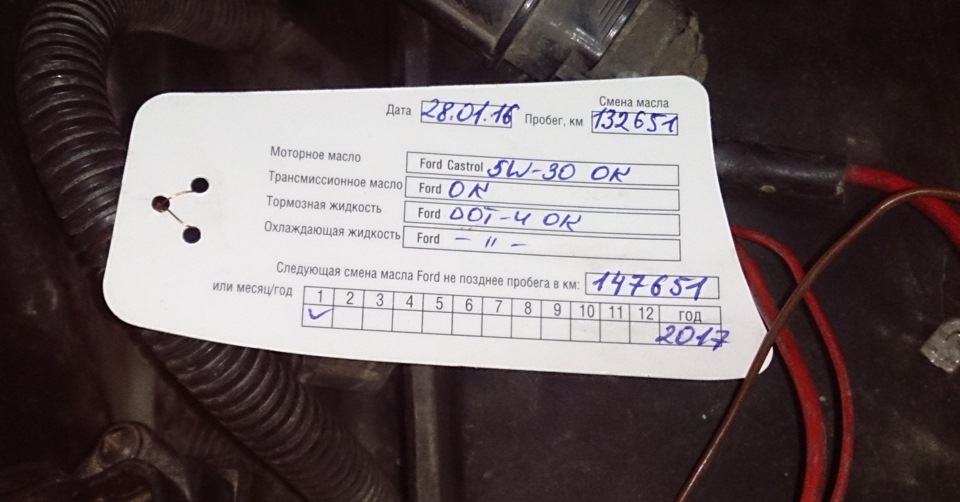 Смена масла
Дата 28.01.16 Пробег, км 132651
Моторное масло Ford Castrol 5W-30 OK
Трансмиссионное масло Ford OK
Тормозная жидкость Ford DOT-4 OK
Охлаждающая жидкость Ford – " –
Следующая смена масла Ford не позднее пробега в км: 147651
или месяц/год 1 2 3 4 5 6 7 8 9 10 11 12 год
✓ 2017